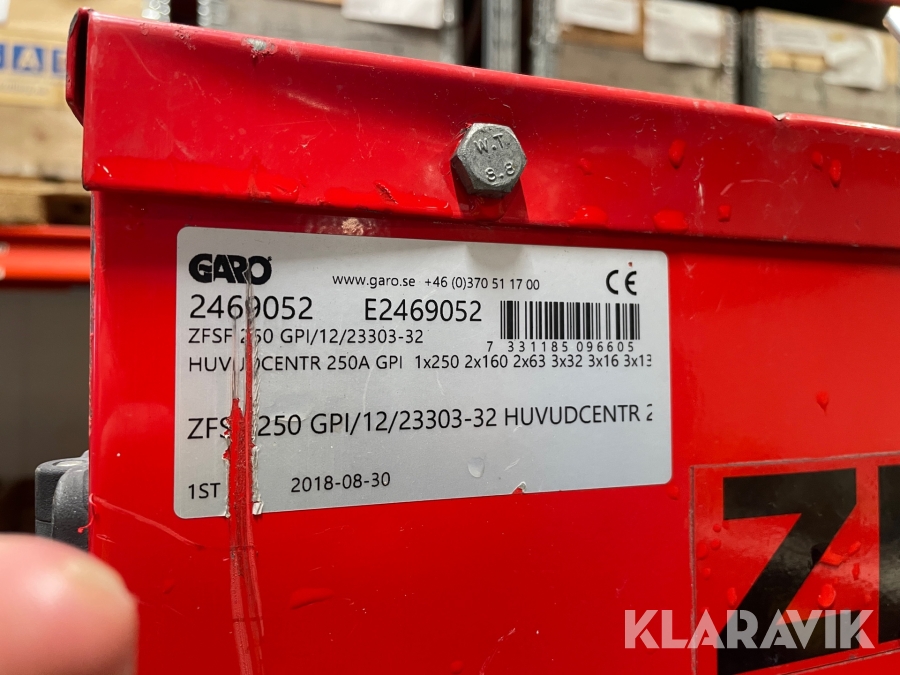 W.T
8.8
GARO
www.garo.se +46 (0)370 51 17 00
CE
2469052 E2469052
ZFSF 250 GPI/12/23303-32
7 331185 096605
HUVUDCENTR 250A GPI 1x250 2x160 2x63 3x32 3x16 3x13
ZFSF 250 GPI/12/23303-32 HUVUDCENTR 2
1ST 2018-08-30
KLARAVIK